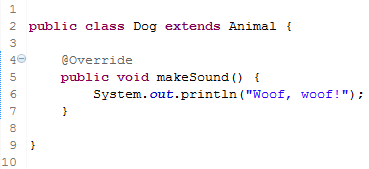 1
2 public class Dog extends Animal {
3
4 @Override
5 public void makeSound() {
6 System.out.println("Woof, woof!");
7 }
8
9 }
10